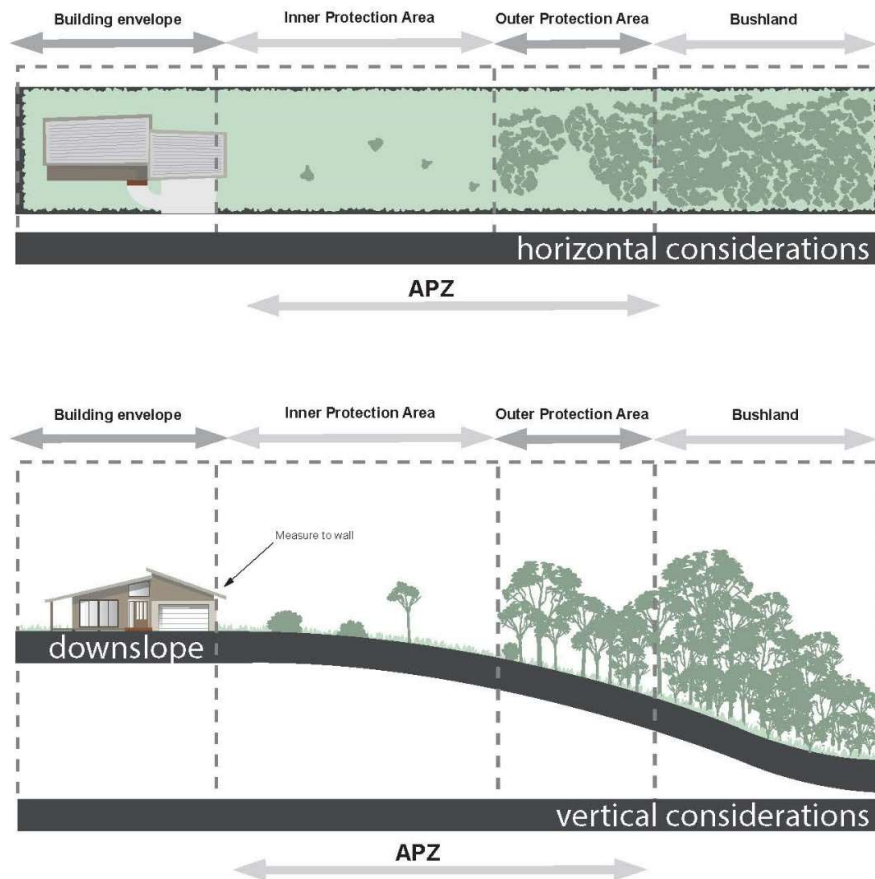 Building envelope
Inner Protection Area
Outer Protection Area
Bushland
horizontal considerations
APZ
Building envelope
Inner Protection Area
Outer Protection Area
Bushland
Measure to wall
downslope
vertical considerations
APZ